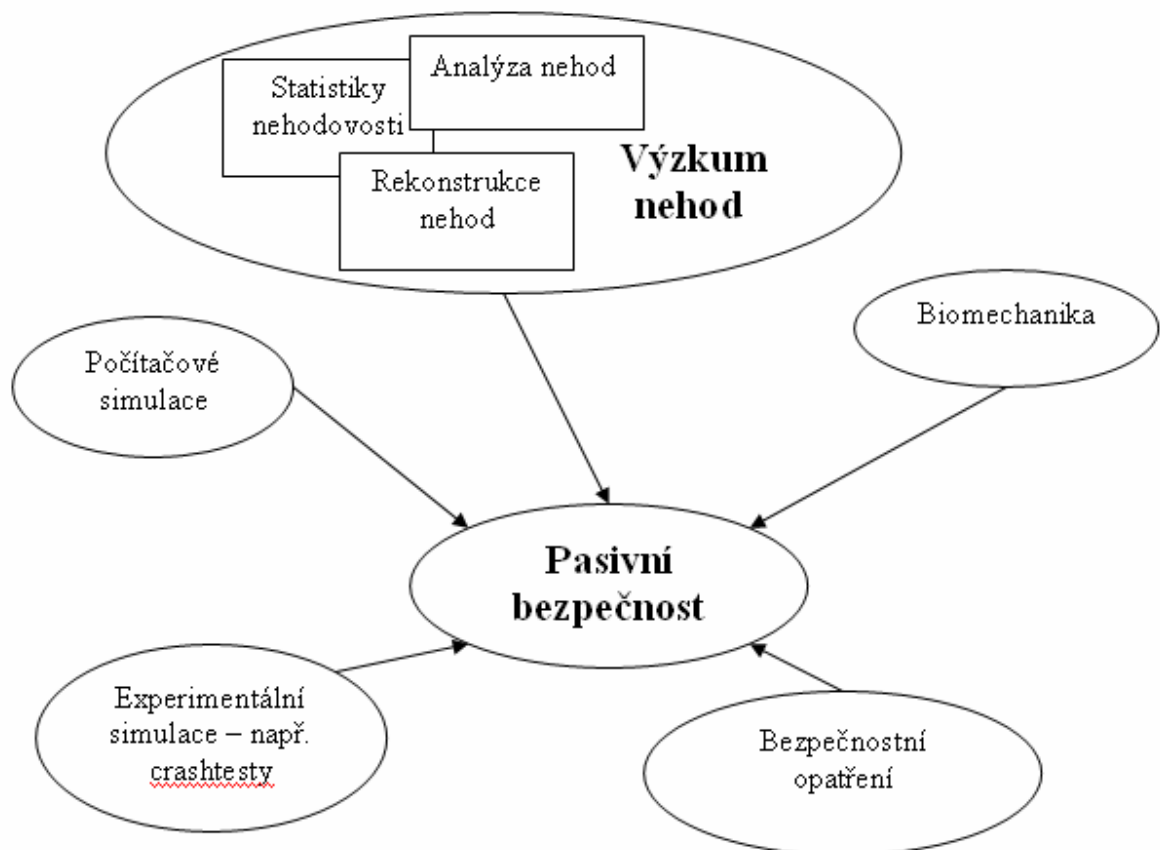 Analýza nehod
Statistiky
nehodovosti
Rekonstrukce
nehod
Výzkum
nehod
Biomechanika
Počítačové
simulace
Pasivní
bezpečnost
Experimentální
simulace – např.
crashtesty
Bezpečnostní
opatření